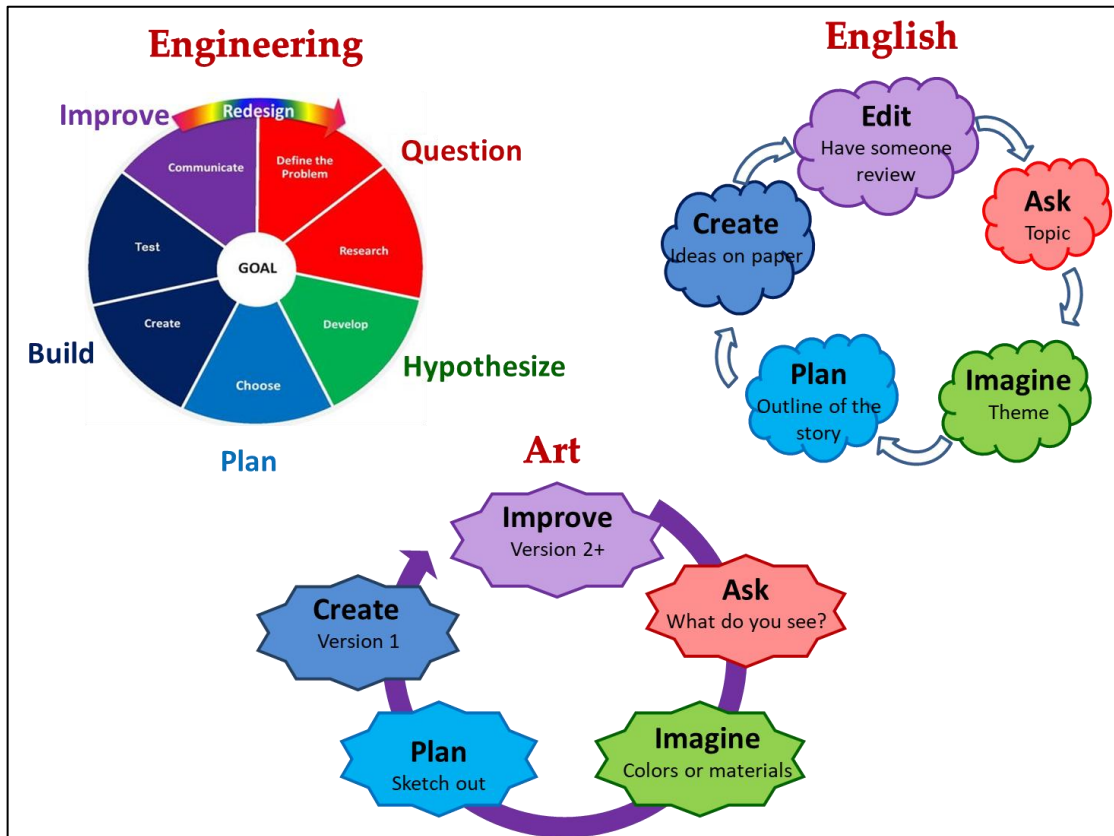 Engineering
Improve
Redesign
Communicate
Define the
Problem
Question
Test
GOAL
Research
Create
Develop
Build
Choose
Hypothesize
Plan
English
Edit
Have someone
review
Ask
Topic
Imagine
Theme
Plan
Outline of the
story
Create
Ideas on paper
Art
Improve
Version 2+
Ask
What do you see?
Imagine
Colors or materials
Plan
Sketch out
Create
Version 1